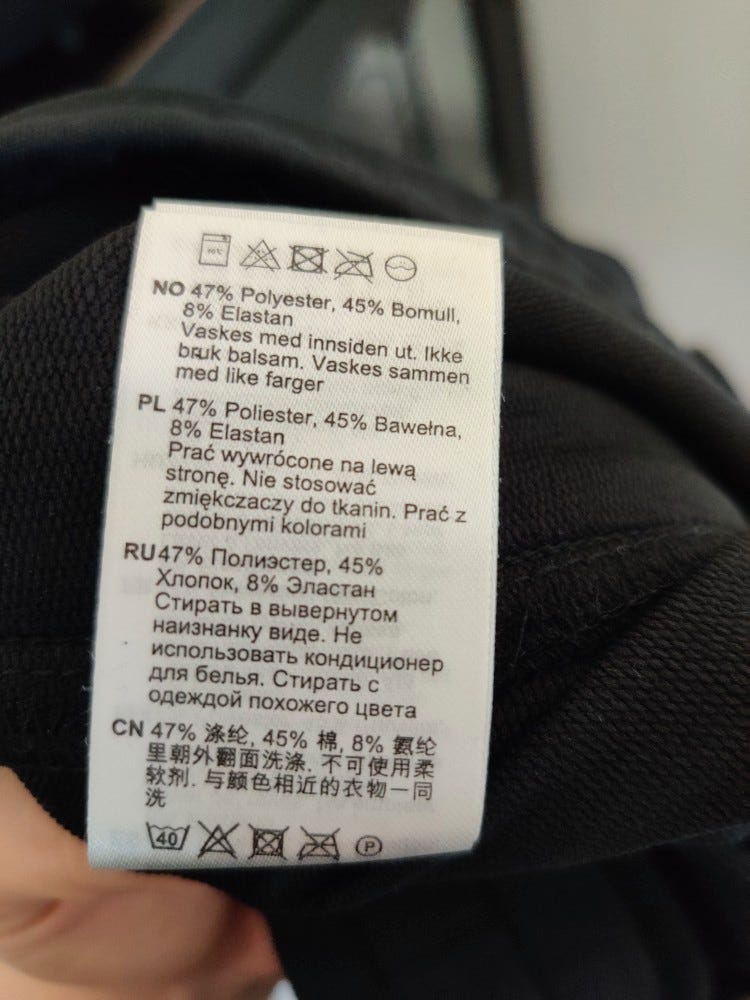 NO 47% Polyester, 45% Bomull,
8% Elastan
Vaskes med innsiden ut. Ikke
bruk balsam. Vaskes sammen
med like farger
PL 47% Poliester, 45% Bawełna,
8% Elastan
Prać wywrócone na lewą
stronę. Nie stosować
zmiękczaczy do tkanin. Prać z
podobnymi kolorami
RU 47% Полиэстер, 45%
Хлопок, 8% Эластан
Стирать в вывернутом
наизнанку виде. Не
использовать кондиционер
для белья. Стирать с
одеждой похожего цвета
CN 47% 涤纶, 45% 棉, 8% 氨纶
里朝外翻面洗涤. 不可使用柔
软剂. 与颜色相近的衣物一同
洗
40 P